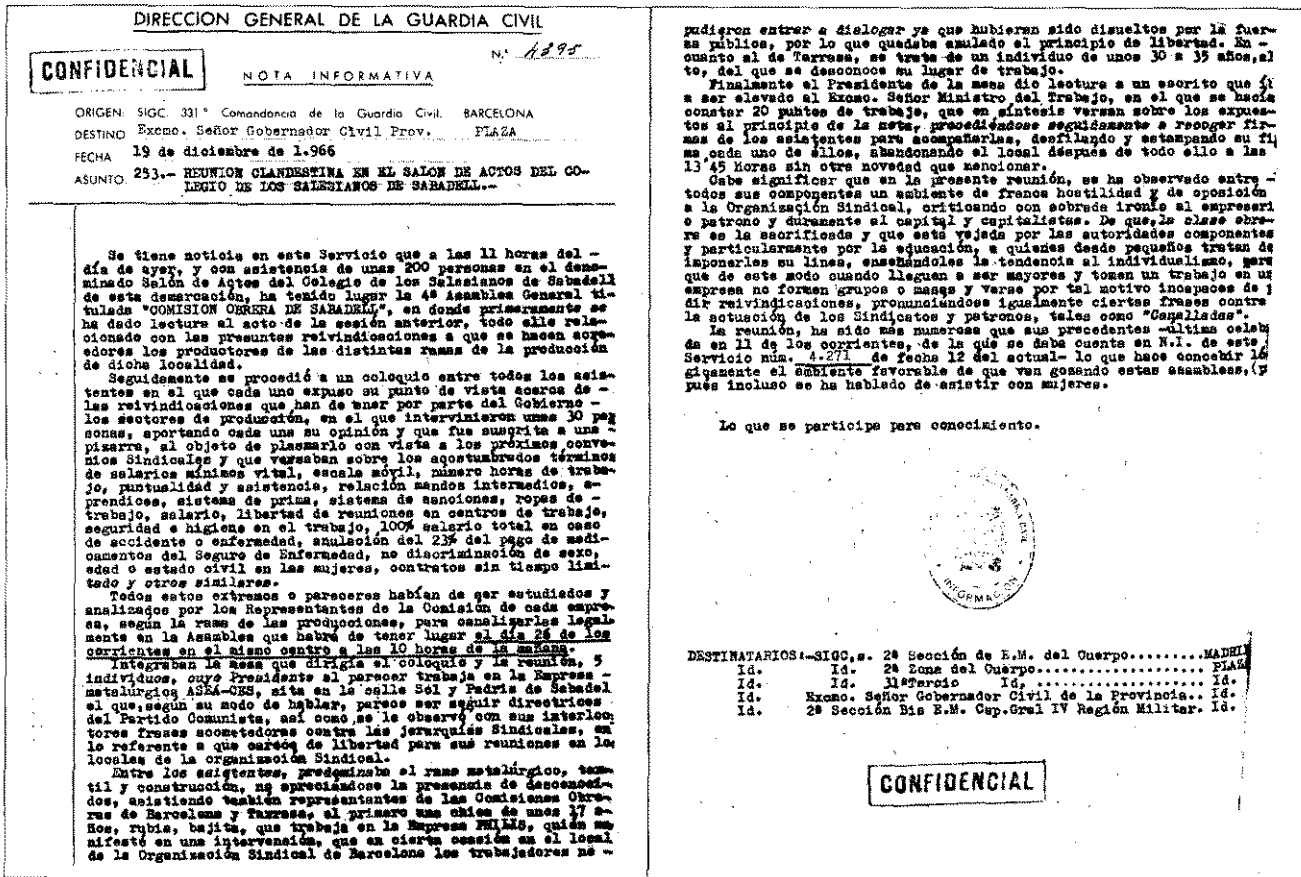 DIRECCION GENERAL DE LA GUARDIA CIVIL
N.º 4395
CONFIDENCIAL
NOTA INFORMATIVA
ORIGEN: SIGC. 331ª Comandancia de la Guardia Civil. BARCELONA
DESTINO Excmo. Señor Gobernador Civil Prov. PLAZA
FECHA 19 de diciembre de 1.966
ASUNTO. 253.- REUNION CLANDESTINA EN EL SALON DE ACTOS DEL CO-
LEGIO DE LOS SALESIANOS DE SABADELL.-
Se tiene noticia en este Servicio que a las 11 horas del -
día de ayer, y con asistencia de unas 200 personas en el deno-
minado Salón de Actos del Colegio de los Salesianos de Sabadell
de esta demarcación, ha tenido lugar la 4ª Asamblea General ti-
tulada "COMISION OBRERA DE SABADELL", en donde primeramente se
ha dado lectura al acto de la sesión anterior, todo ello rela-
cionado con las presuntas reivindicaciones a que se hacen acre-
edores los productores de las distintas ramas de la producción
de dicha localidad.
Seguidamente se procedió a un coloquio entre todos los asis-
tentes en el que cada uno expuso su punto de vista acerca de -
las reivindicaciones que han de tener por parte del Gobierno -
los sectores de producción, en el que intervinieron unas 30 per
sonas, aportando cada una su opinión y que fue suscrita a una -
pizarra, al objeto de plasmarlo con vista a los próximos conve-
nios Sindicales y que versaban sobre los acostumbrados términos
de salarios mínimos vital, escala móvil, número horas de traba-
jo, puntualidad y asistencia, relación mandos intermedios, a-
prendices, sistema de prima, sistema de sanciones, ropas de -
trabajo, salario, libertad de reuniones en centros de trabajo,
seguridad e higiene en el trabajo, 100% salario total en caso
de accidente o enfermedad, anulación del 23% del pago de medi-
camentos del Seguro de Enfermedad, no discriminación de sexo,
edad o estado civil en las mujeres, contratos sin tiempo limi-
tado y otros similares.
Todos estos extremos o pareceres habían de ser estudiados y
analizados por los Representantes de la Comisión de cada empre-
sa, según la rama de las producciones, para canalizarlas legal-
mente en la Asamblea que habrá de tener lugar el día 26 de los
corrientes en el mismo centro a las 10 horas de la mañana.
Integraban la mesa que dirigía el coloquio y la reunión, 5
individuos, cuyo Presidente al parecer trabaja en la Empresa -
metalúrgica ASEA-CES, sita en la calle Sol y Padris de Sabadel
el que, según su modo de hablar, parece ser seguir directrices
del Partido Comunista, así como se le observó con sus interloc
tores frases acometedoras contra las jerarquías Sindicales, en
lo referente a que carece de libertad para sus reuniones en lo
locales de la organización Sindical.
Entre los asistentes, predominaba el ramo metalúrgico, tex-
til y construcción, no apreciándose la presencia de desconoci-
dos, asistiendo también representantes de las Comisiones Obre-
ras de Barcelona y Tarrasa, el primero una chica de unos 17 a-
ños, rubia, bajita, que trabaja en la Empresa PHILIS, quién ma
nifestó en una intervención, que en cierta ocasión en el local
de la Organización Sindical de Barcelona los trabajadores no -
pudieron entrar a dialogar ya que hubieran sido disueltos por la fuer-
za pública, por lo que quedaba anulado el principio de libertad. En -
cuanto al de Tarrasa, se trata de un individuo de unos 30 a 35 años, al
to, del que se desconoce su lugar de trabajo.
Finalmente el Presidente de la mesa dio lectura a un escrito que
a ser elevado al Excmo. Señor Ministro del Trabajo, en el que se hacía
constar 20 puntos de trabajo, que en síntesis versan sobre los expues-
tos al principio de la nota, procediéndose seguidamente a recoger fir-
mas de los asistentes para acompañarlas, desfilando y estampando su fi
ma cada uno de éllos, abandonando el local después de todo ello a las
13'45 Horas sin otra novedad que mencionar.
Cabe significar que en la presente reunión, se ha observado entre -
todos sus componentes un ambiente de franca hostilidad y de oposición
a la Organización Sindical, criticando con sobrada ironía al empresari
o patrono y duramente al capital y capitalistas. De que, la clase obre-
ra es la sacrificada y que está vejada por las autoridades componentes
y particularmente por la educación, a quienes desde pequeños tratan de
imponerles su línea, enseñándoles la tendencia al individualismo, para
que de este modo cuando lleguen a ser mayores y tomen un trabajo en un
empresa no formen grupos o masas y verse por tal motivo incapaces de
dir reivindicaciones, pronunciándose igualmente ciertas frases contra
la actuación de los Sindicatos y patronos, tales como "Canalladas".
La reunión, ha sido más numerosa que sus precedentes -última celeb
da en 11 de los corrientes, de la que se daba cuenta en N.I. de este
Servicio núm. 4.271 de fecha 12 del actual- lo que hace concebir ló
gicamente el ambiente favorable de que van gozando estas asambleas, (p
pues incluso se ha hablado de asistir con mujeres.
Lo que se participa para conocimiento.
INFORMACION
DESTINATARIOS:-SIGC,s. 2ª Sección de E.M. del Cuerpo.........MADRI
Id. Id. 2ª Zona del Cuerpo.................. PLAZ
Id. Id. 31ºTercio Id. .................. Id.
Id. Excmo. Señor Gobernador Civil de la Provincia.. Id.
Id. 2ª Sección Bis E.M. Cap.Gral IV Región Militar. Id.
CONFIDENCIAL